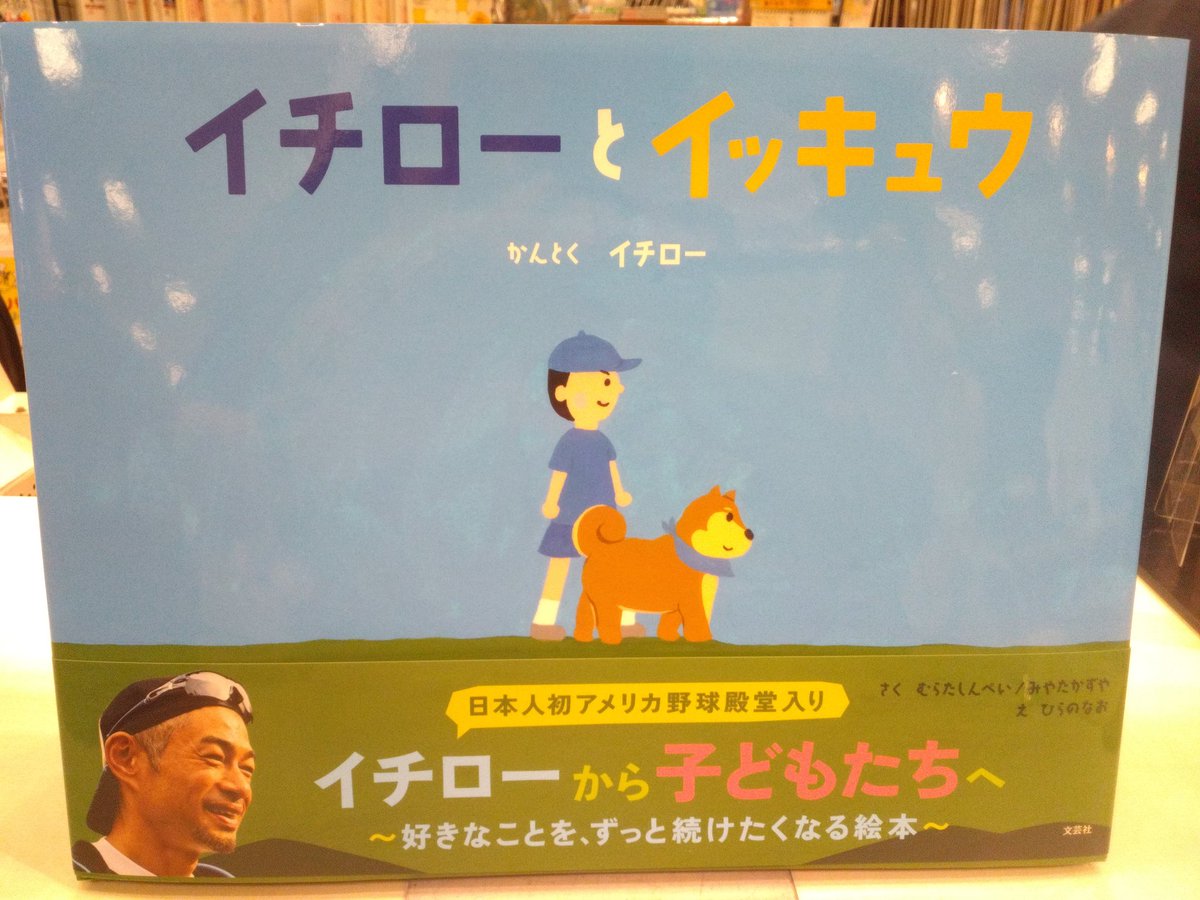 イチローとイッキュウ
かんとく イチロー
さく むらたしんぺい/みやたかずや
え ひらのなお
日本人初アメリカ野球殿堂入り
イチローから子どもたちへ
～好きなことを、ずっと続けたくなる絵本～
文芸社